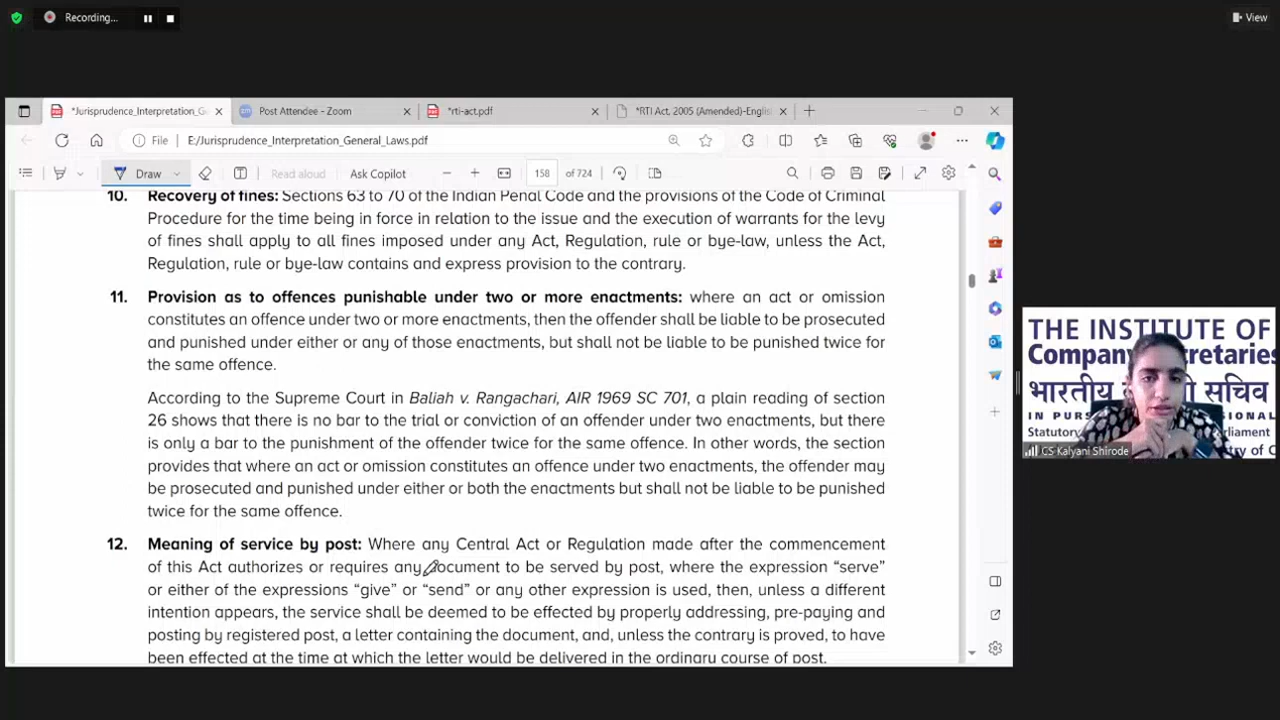 Recording...
View
*Jurisprudence_Interpretation_Ge
Post Attendee - Zoom
*rti-act.pdf
*RTI Act, 2005 (Amended)-Englis
File
E:/Jurisprudence_Interpretation_General_Laws.pdf
Draw
Read aloud
Ask Copilot
158
of 724
10. Recovery of fines: Sections 63 to 70 of the Indian Penal Code and the provisions of the Code of Criminal
Procedure for the time being in force in relation to the issue and the execution of warrants for the levy
of fines shall apply to all fines imposed under any Act, Regulation, rule or bye-law, unless the Act,
Regulation, rule or bye-law contains and express provision to the contrary.
11. Provision as to offences punishable under two or more enactments: where an act or omission
constitutes an offence under two or more enactments, then the offender shall be liable to be prosecuted
and punished under either or any of those enactments, but shall not be liable to be punished twice for
the same offence.
According to the Supreme Court in Baliah v. Rangachari, AIR 1969 SC 701, a plain reading of section
26 shows that there is no bar to the trial or conviction of an offender under two enactments, but there
is only a bar to the punishment of the offender twice for the same offence. In other words, the section
provides that where an act or omission constitutes an offence under two enactments, the offender may
be prosecuted and punished under either or both the enactments but shall not be liable to be punished
twice for the same offence.
12. Meaning of service by post: Where any Central Act or Regulation made after the commencement
of this Act authorizes or requires any document to be served by post, where the expression “serve”
or either of the expressions “give” or “send” or any other expression is used, then, unless a different
intention appears, the service shall be deemed to be effected by properly addressing, pre-paying and
posting by registered post, a letter containing the document, and, unless the contrary is proved, to have
been effected at the time at which the letter would be delivered in the ordinary course of post.
THE INSTITUTE OF
Company Secretaries
भारतीय सचिव
IN PURS
Statutory
CS Kalyani Shirode